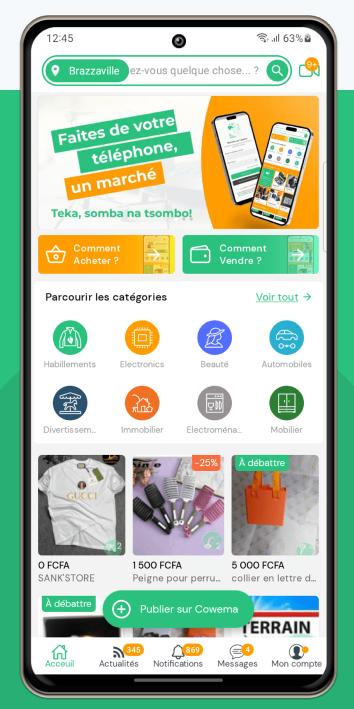 12:45
63%
Brazzaville
ez-vous quelque chose... ?
9+
Faites de votre
téléphone,
un marché
Teka, somba na tsombo!
Comment
Acheter ?
Comment
Vendre ?
Parcourir les catégories
Voir tout
Habillements
Electronics
Beauté
Automobiles
Divertissem...
Immobilier
Electroména...
Mobilier
GUCCI
2
-25%
À débattre
0 FCFA
SANK'STORE
1 500 FCFA
Peigne pour perru...
5 000 FCFA
collier en lettre d...
À débattre
Publier sur Cowema
TERRAIN
345
869
4
Acceuil
Actualités
Notifications
Messages
Mon compte